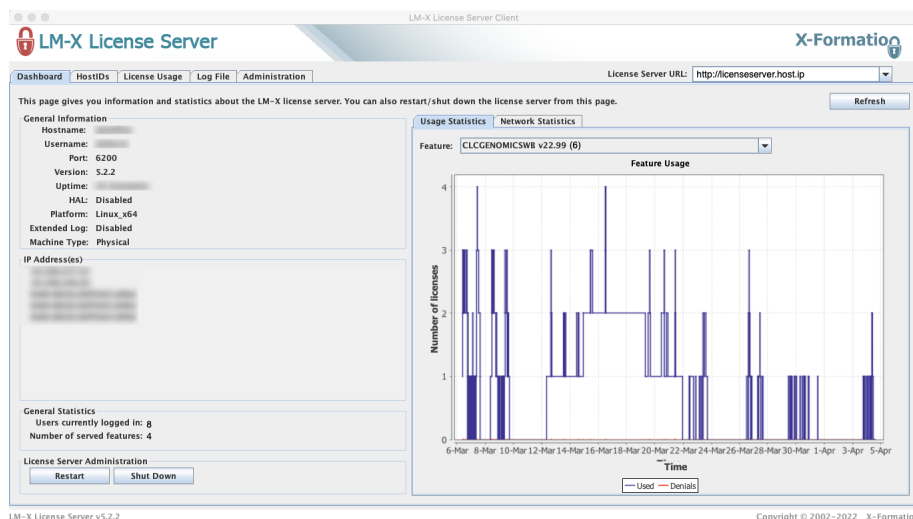 LM-X License Server Client
LM-X License Server
X-Formation
Dashboard HostIDs License Usage Log File Administration
License Server URL: http://licenseserver.host.ip
This page gives you information and statistics about the LM-X license server. You can also restart/shut down the license server from this page.
Refresh
General Information
Hostname:
Username:
Port: 6200
Version: 5.2.2
Uptime:
HAL: Disabled
Platform: Linux_x64
Extended Log: Disabled
Machine Type: Physical
IP Address(es)
General Statistics
Users currently logged in: 8
Number of served features: 4
License Server Administration
Restart Shut Down
Usage Statistics Network Statistics
Feature: CLCGENOMICSWB v22.99 (6)
Feature Usage
Number of licenses
4
3
2
1
0
6-Mar 8-Mar 10-Mar 12-Mar 14-Mar 16-Mar 18-Mar 20-Mar 22-Mar 24-Mar 26-Mar 28-Mar 30-Mar 1-Apr 3-Apr 5-Apr
Time
Used Denials
LM-X License Server v5.2.2
Copyright © 2002-2022 X-Formatio